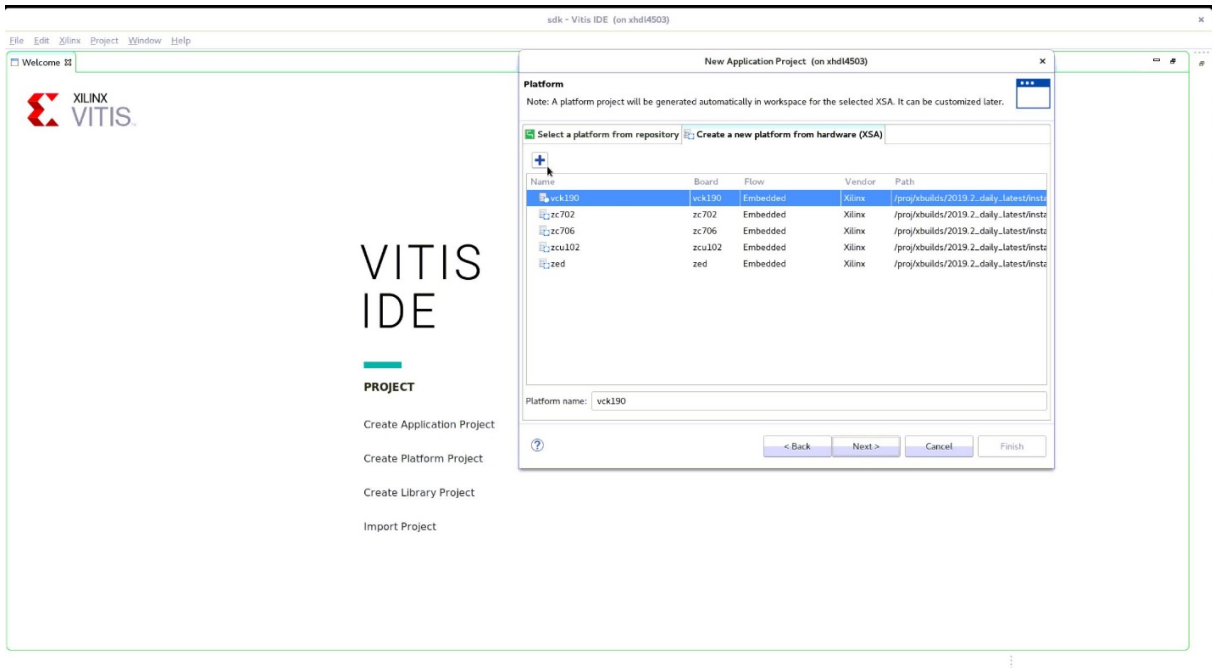 sdk - Vitis IDE (on xhdl4503)
File Edit Xilinx Project Window Help
Welcome
XILINX
VITIS
VITIS
IDE
PROJECT
Create Application Project
Create Platform Project
Create Library Project
Import Project
New Application Project (on xhdl4503)
Platform
Note: A platform project will be generated automatically in workspace for the selected XSA. It can be customized later.
Select a platform from repository Create a new platform from hardware (XSA)
Name Board Flow Vendor Path
vck190 vck190 Embedded Xilinx /proj/xbuilds/2019.2_daily_latest/insta
zc702 zc702 Embedded Xilinx /proj/xbuilds/2019.2_daily_latest/insta
zc706 zc706 Embedded Xilinx /proj/xbuilds/2019.2_daily_latest/insta
zcu102 zcu102 Embedded Xilinx /proj/xbuilds/2019.2_daily_latest/insta
zed zed Embedded Xilinx /proj/xbuilds/2019.2_daily_latest/insta
Platform name: vck190
< Back Next > Cancel Finish